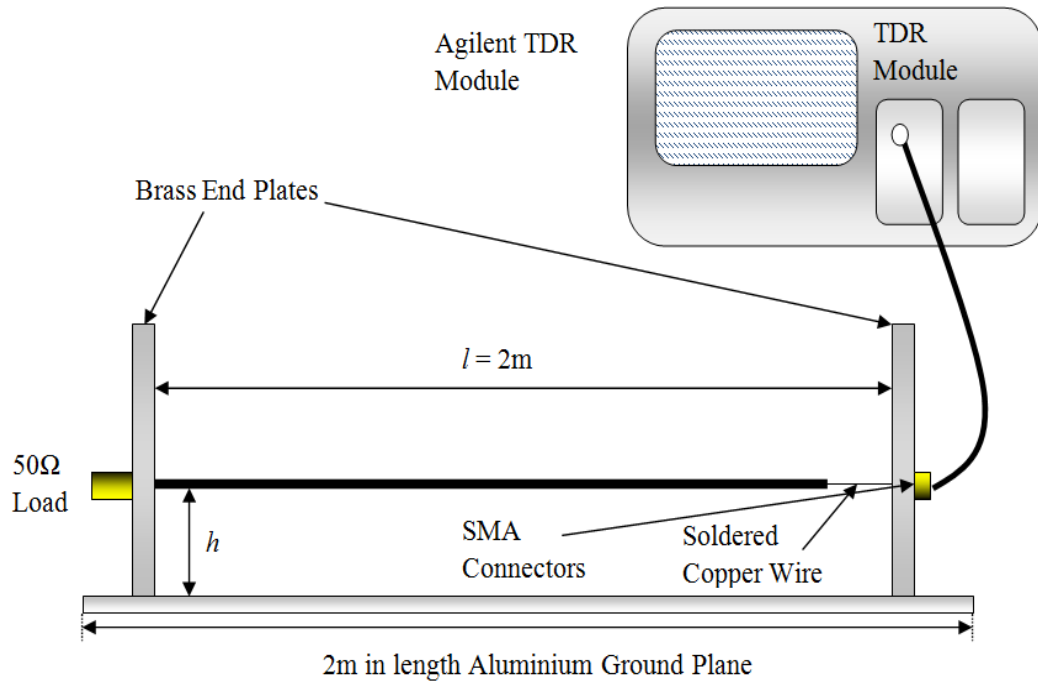 Agilent TDR
Module
TDR
Module
Brass End Plates
l = 2m
50Ω
Load
h
SMA
Connectors
Soldered
Copper Wire
2m in length Aluminium Ground Plane